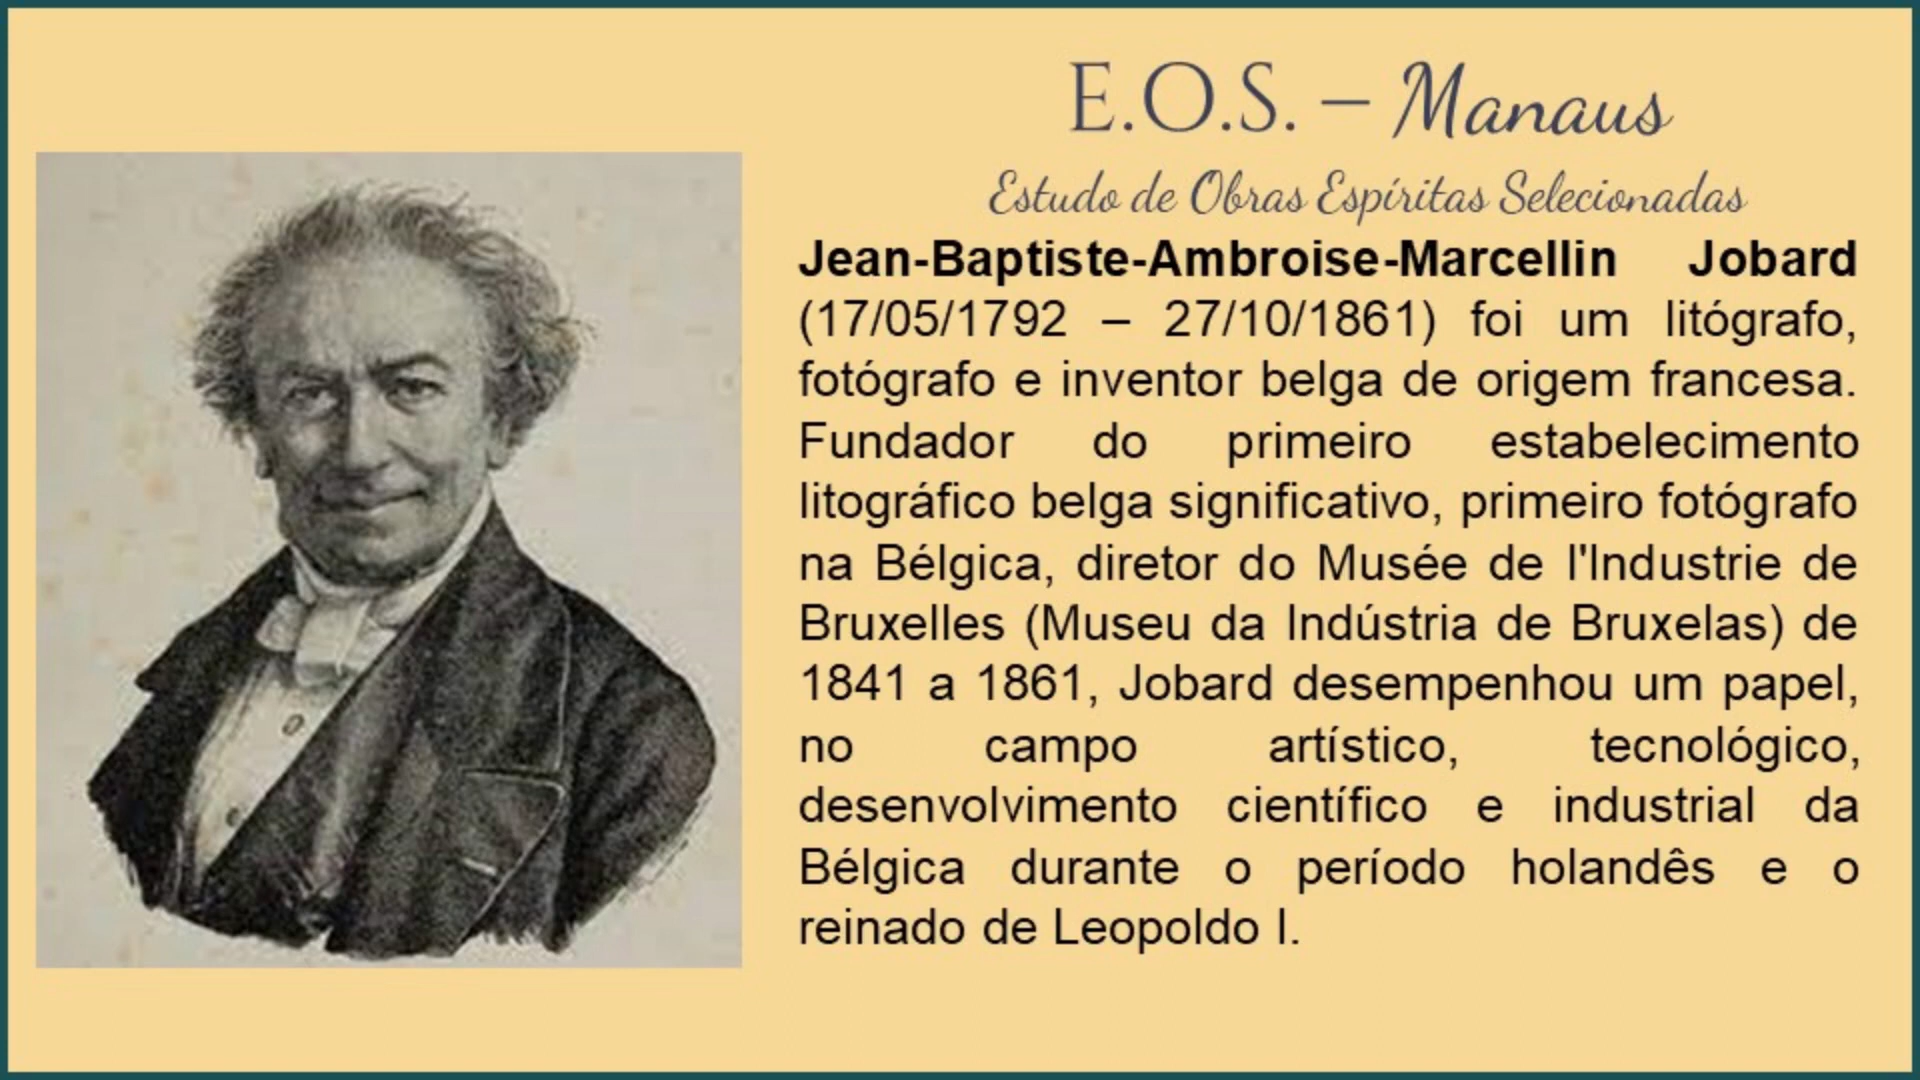 E.O.S. – Manaus
Estudo de Obras Espíritas Selecionadas
Jean-Baptiste-Ambroise-Marcellin Jobard
(17/05/1792 – 27/10/1861) foi um litógrafo,
fotógrafo e inventor belga de origem francesa.
Fundador do primeiro estabelecimento
litográfico belga significativo, primeiro fotógrafo
na Bélgica, diretor do Musée de l'Industrie de
Bruxelles (Museu da Indústria de Bruxelas) de
1841 a 1861, Jobard desempenhou um papel,
no campo artístico, tecnológico,
desenvolvimento científico e industrial da
Bélgica durante o período holandês e o
reinado de Leopoldo I.